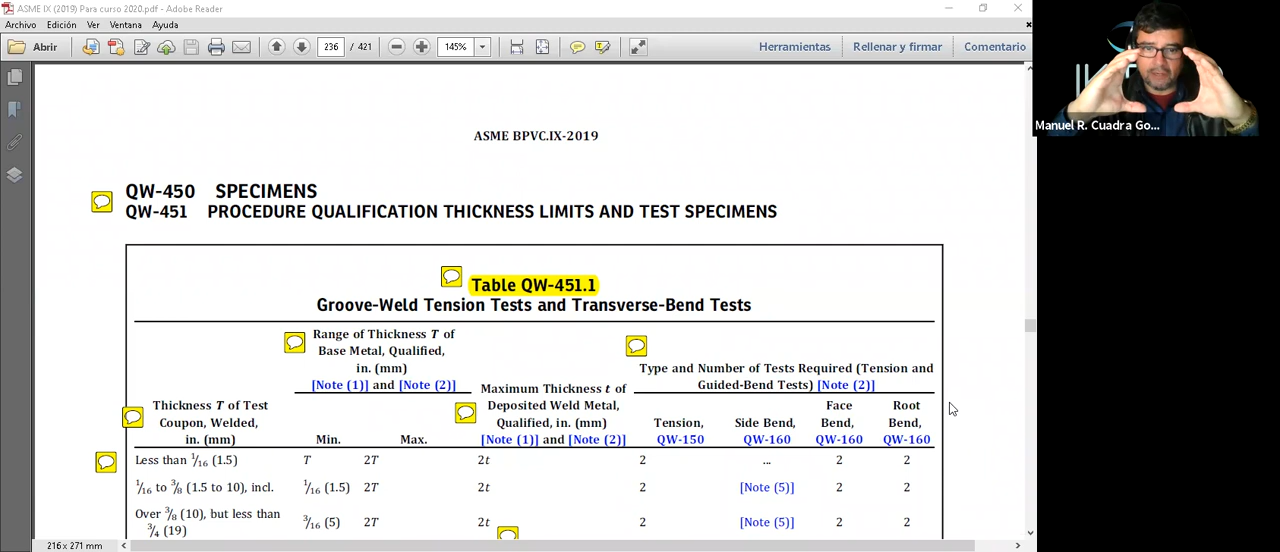 ASME IX (2019) Para curso 2020.pdf - Adobe Reader
Archivo Edición Ver Ventana Ayuda
Abrir 236 / 421 145% Herramientas Rellenar y firmar Comentario
Manuel R. Cuadra Go...
ASME BPVC.IX-2019
QW-450 SPECIMENS
QW-451 PROCEDURE QUALIFICATION THICKNESS LIMITS AND TEST SPECIMENS
Table QW-451.1
Groove-Weld Tension Tests and Transverse-Bend Tests
Range of Thickness T of
Base Metal, Qualified,
in. (mm)
[Note (1)] and [Note (2)]
Maximum Thickness t of
Deposited Weld Metal,
Qualified, in. (mm)
[Note (1)] and [Note (2)]
Type and Number of Tests Required (Tension and
Guided-Bend Tests) [Note (2)]
Thickness T of Test
Coupon, Welded,
in. (mm)
Min. Max.
Tension,
QW-150
Side Bend,
QW-160
Face
Bend,
QW-160
Root
Bend,
QW-160
Less than 1/16 (1.5) T 2T 2t 2 ... 2 2
1/16 to 3/8 (1.5 to 10), incl. 1/16 (1.5) 2T 2t 2 [Note (5)] 2 2
Over 3/8 (10), but less than
3/4 (19) 3/16 (5) 2T 2t 2 [Note (5)] 2 2
216 x 271 mm